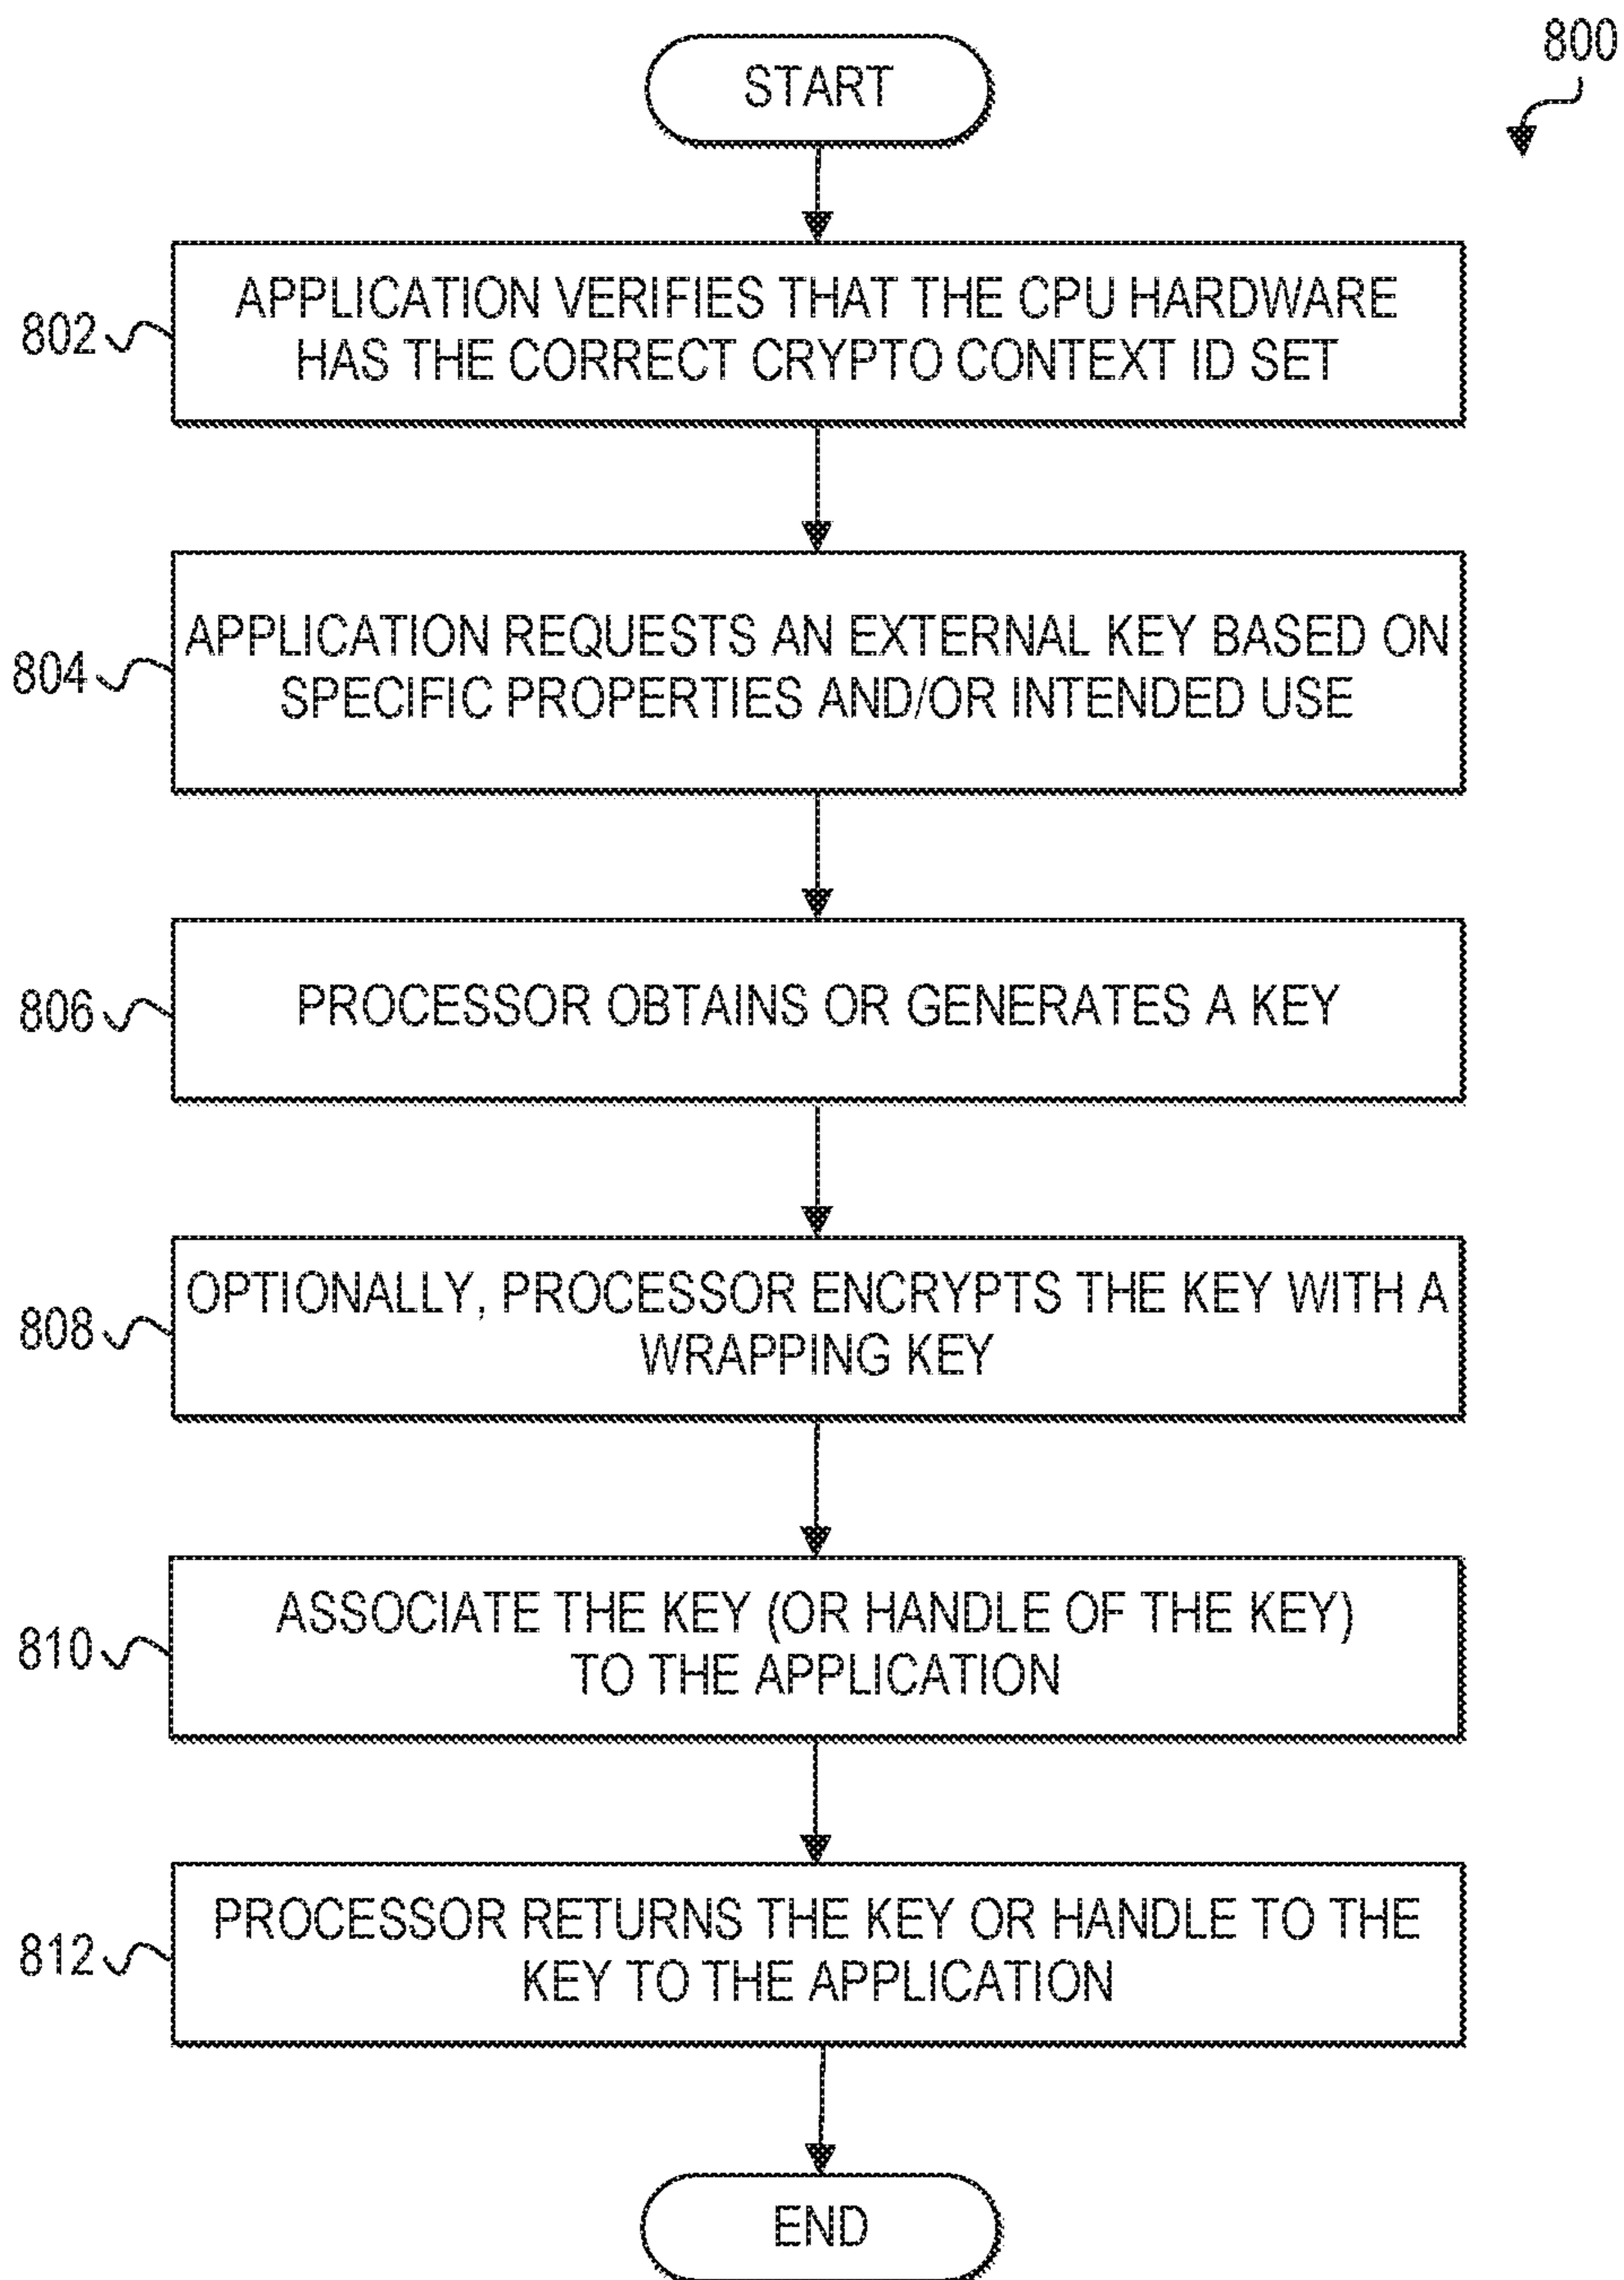 800
START
802
APPLICATION VERIFIES THAT THE CPU HARDWARE
HAS THE CORRECT CRYPTO CONTEXT ID SET
804
APPLICATION REQUESTS AN EXTERNAL KEY BASED ON
SPECIFIC PROPERTIES AND/OR INTENDED USE
806
PROCESSOR OBTAINS OR GENERATES A KEY
808
OPTIONALLY, PROCESSOR ENCRYPTS THE KEY WITH A
WRAPPING KEY
810
ASSOCIATE THE KEY (OR HANDLE OF THE KEY)
TO THE APPLICATION
812
PROCESSOR RETURNS THE KEY OR HANDLE TO THE
KEY TO THE APPLICATION
END